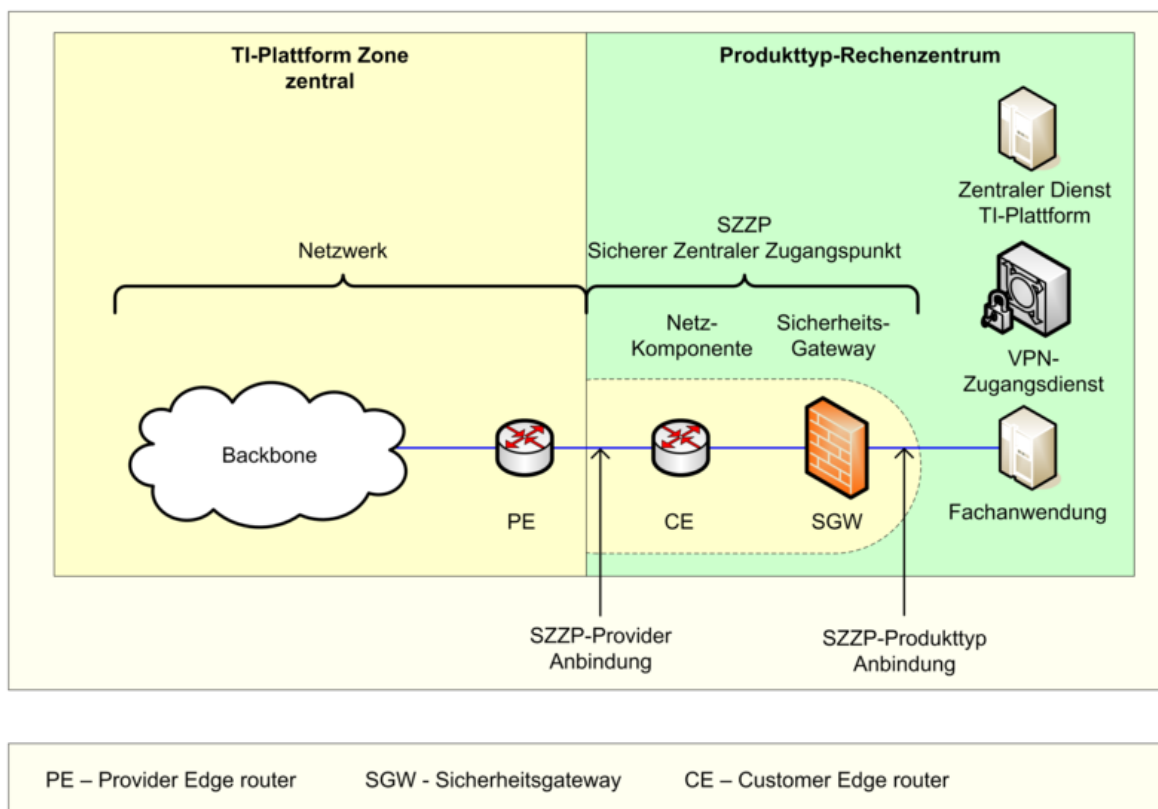 TI-Plattform Zone
zentral
Produkttyp-Rechenzentrum
Zentraler Dienst
TI-Plattform
Netzwerk
SZZP
Sicherer Zentraler Zugangspunkt
Netz-
Komponente
Sicherheits-
Gateway
VPN-
Zugangsdienst
Backbone
PE
CE
SGW
Fachanwendung
SZZP-Provider
Anbindung
SZZP-Produkttyp
Anbindung
PE – Provider Edge router
SGW - Sicherheitsgateway
CE – Customer Edge router